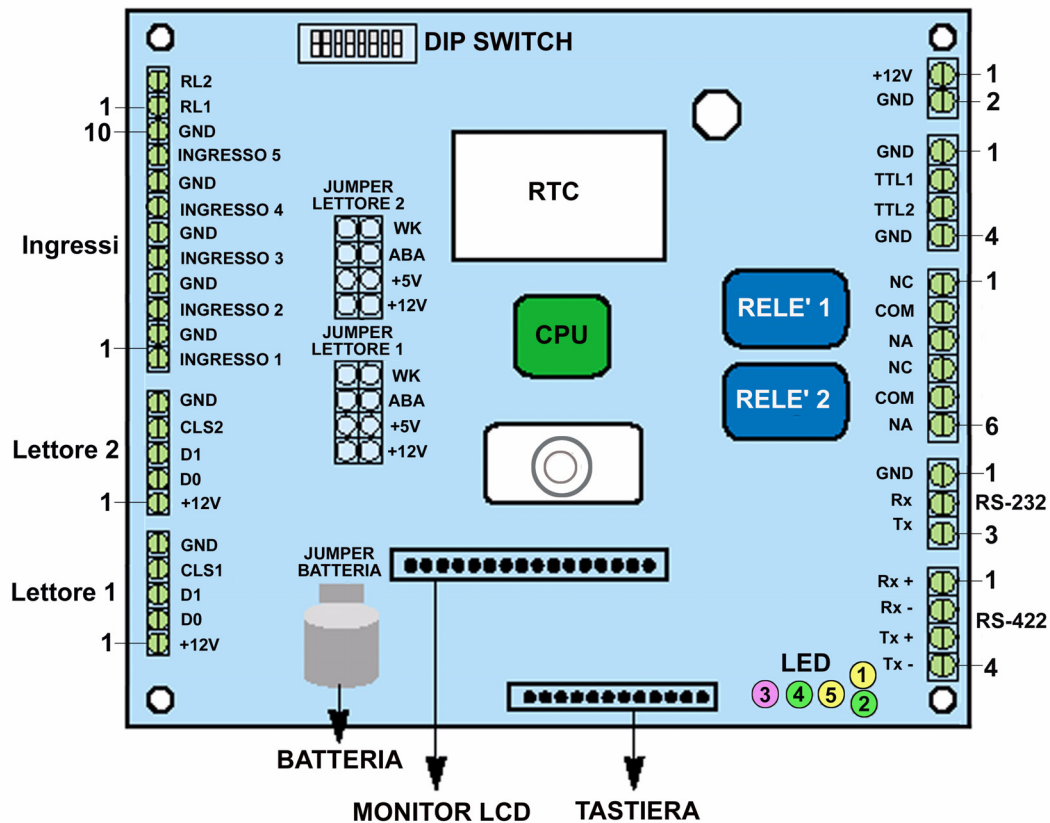 DIP SWITCH
RL2
1 RL1
10 GND
INGRESSO 5
GND
INGRESSO 4
GND
INGRESSO 3
GND
INGRESSO 2
GND
1 INGRESSO 1
Ingressi
GND
CLS2
D1
D0
1 +12V
Lettore 2
GND
CLS1
D1
D0
1 +12V
Lettore 1
JUMPER
LETTORE 2
WK
ABA
+5V
+12V
JUMPER
LETTORE 1
WK
ABA
+5V
+12V
JUMPER
BATTERIA
RTC
CPU
RELE' 1
RELE' 2
+12V 1
GND 2
GND 1
TTL1
TTL2
GND 4
NC 1
COM
NA
NC
COM
NA 6
GND 1
Rx
Tx 3
RS-232
Rx + 1
Rx -
Tx +
Tx - 4
RS-422
LED
1
3 4 5
2
BATTERIA
MONITOR LCD
TASTIERA